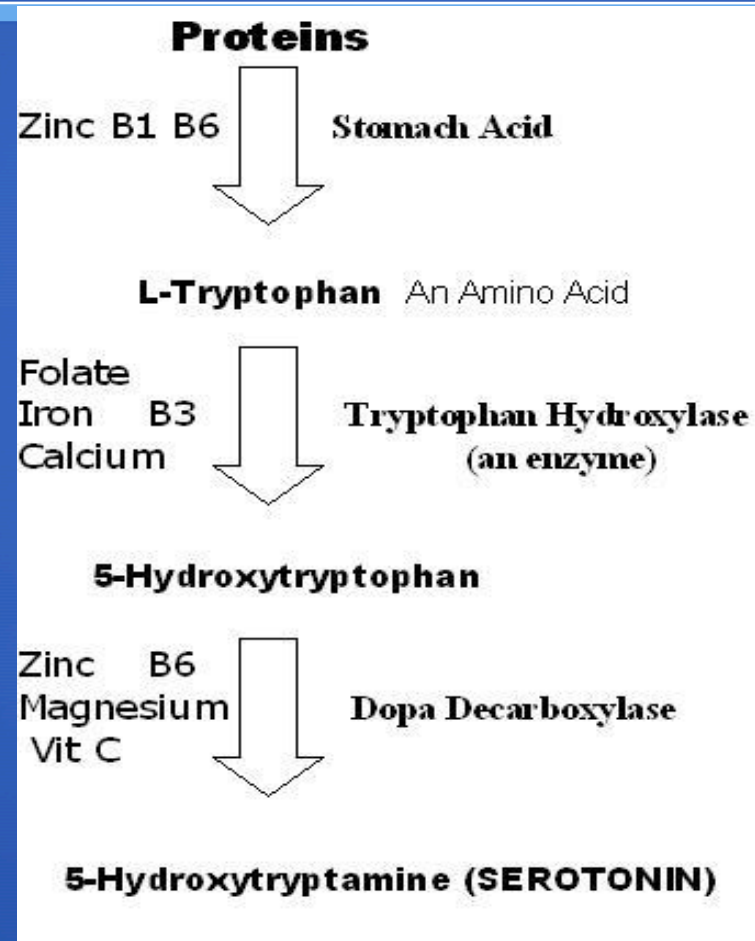 Proteins
Zinc B1 B6 Stomach Acid
L-Tryptophan An Amino Acid
Folate
Iron B3
Calcium
Tryptophan Hydroxylase
(an enzyme)
5-Hydroxytryptophan
Zinc B6
Magnesium
Vit C
Dopa Decarboxylase
5-Hydroxytryptamine (SEROTONIN)